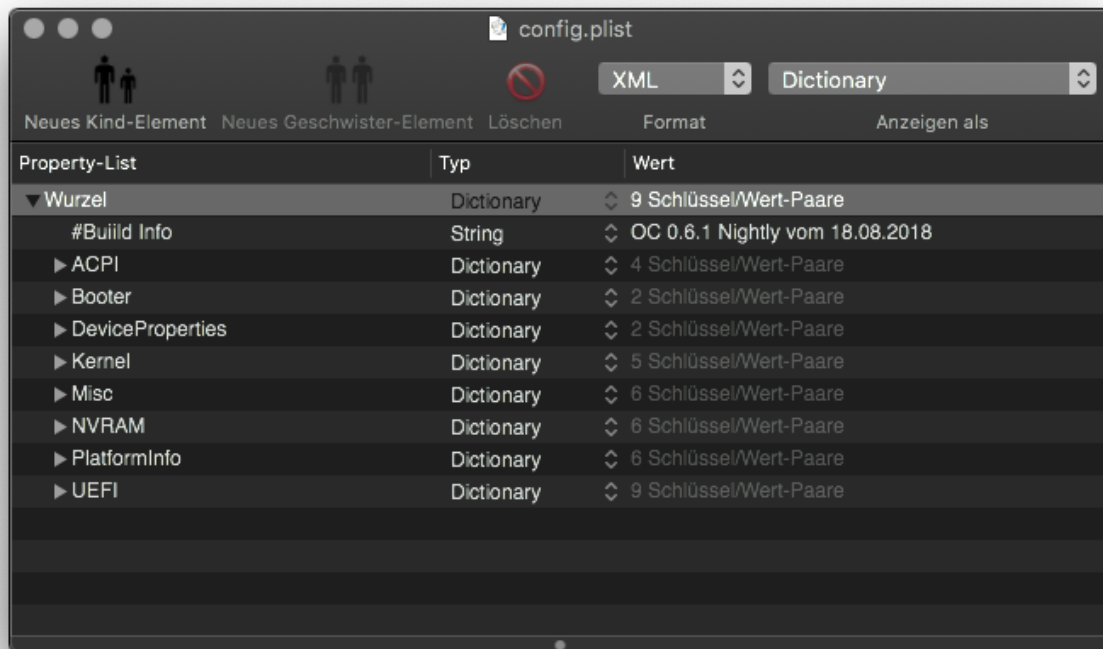 config.plist
XML Dictionary
Neues Kind-Element Neues Geschwister-Element Löschen Format Anzeigen als
Property-List Typ Wert
Wurzel Dictionary 9 Schlüssel/Wert-Paare
#Buiild Info String OC 0.6.1 Nightly vom 18.08.2018
ACPI Dictionary 4 Schlüssel/Wert-Paare
Booter Dictionary 2 Schlüssel/Wert-Paare
DeviceProperties Dictionary 2 Schlüssel/Wert-Paare
Kernel Dictionary 5 Schlüssel/Wert-Paare
Misc Dictionary 6 Schlüssel/Wert-Paare
NVRAM Dictionary 6 Schlüssel/Wert-Paare
PlatformInfo Dictionary 6 Schlüssel/Wert-Paare
UEFI Dictionary 9 Schlüssel/Wert-Paare